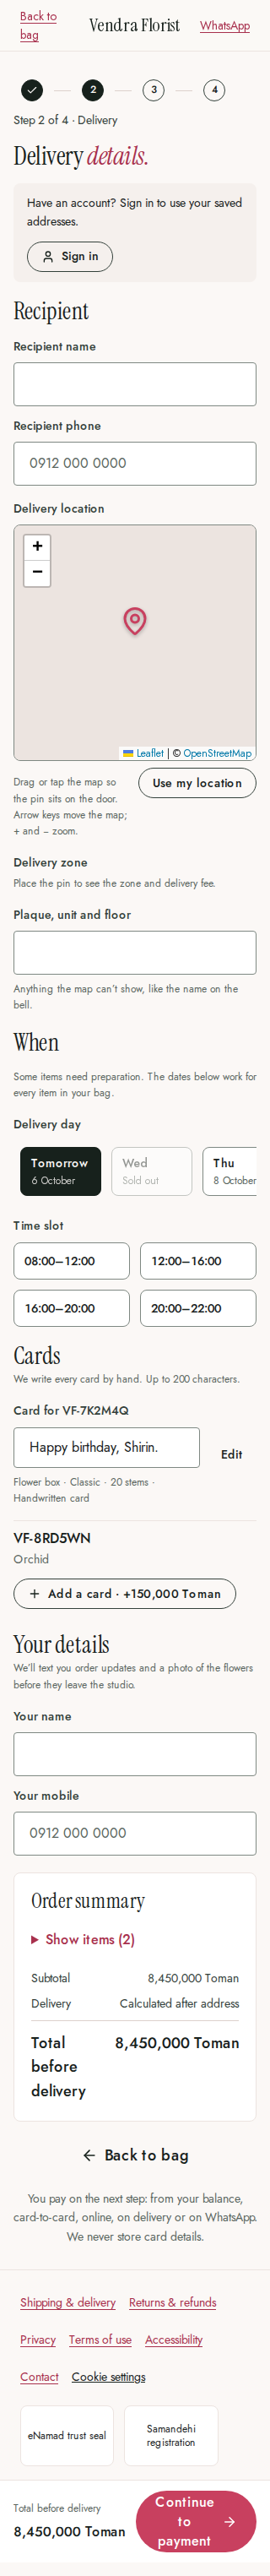 Back to
bag
Vendra Florist
WhatsApp
2
3
4
Step 2 of 4 · Delivery
Delivery details.
Have an account? Sign in to use your saved
addresses.
Sign in
Recipient
Recipient name
Recipient phone
0912 000 0000
Delivery location
+
−
Leaflet | © OpenStreetMap
Drag or tap the map so
the pin sits on the door.
Arrow keys move the map;
+ and − zoom.
Use my location
Delivery zone
Place the pin to see the zone and delivery fee.
Plaque, unit and floor
Anything the map can't show, like the name on the
bell.
When
Some items need preparation. The dates below work for
every item in your bag.
Delivery day
Tomorrow
6 October
Wed
Sold out
Thu
8 October
Time slot
08:00–12:00
12:00–16:00
16:00–20:00
20:00–22:00
Cards
We write every card by hand. Up to 200 characters.
Card for VF-7K2M4Q
Happy birthday, Shirin.
Edit
Flower box · Classic · 20 stems ·
Handwritten card
VF-8RD5WN
Orchid
+ Add a card · +150,000 Toman
Your details
We'll text you order updates and a photo of the flowers
before they leave the studio.
Your name
Your mobile
0912 000 0000
Order summary
Show items (2)
Subtotal
8,450,000 Toman
Delivery
Calculated after address
Total
before
delivery
8,450,000 Toman
Back to bag
You pay on the next step: from your balance,
card-to-card, online, on delivery or on WhatsApp.
We never store card details.
Shipping & delivery
Returns & refunds
Privacy
Terms of use
Accessibility
Contact
Cookie settings
eNamad trust seal
Samandehi
registration
Total before delivery
8,450,000 Toman
Continue
to
payment